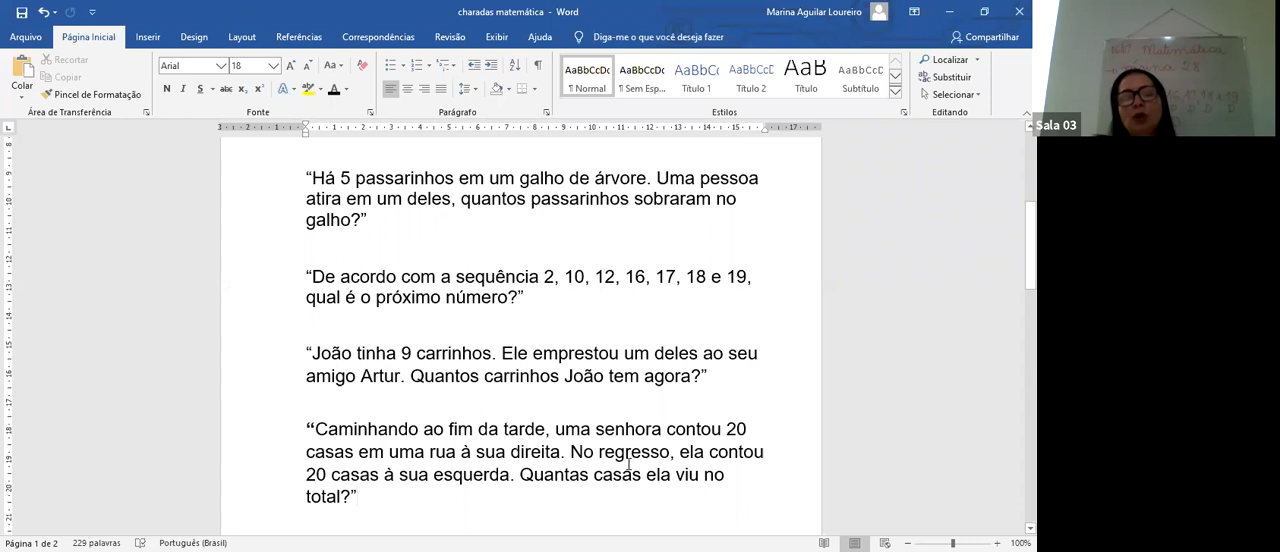 charadas matemática - Word
Marina Aguilar Loureiro
Arquivo
Página Inicial
Inserir
Design
Layout
Referências
Correspondências
Revisão
Exibir
Ajuda
Diga-me o que você deseja fazer
Compartilhar
Colar
Recortar
Copiar
Pincel de Formatação
Área de Transferência
Arial
18
Fonte
Parágrafo
AaBbCcDc
¶ Normal
AaBbCcDc
¶ Sem Esp...
AaBbCc
Título 1
AaBbCcD
Título 2
AaB
Título
AaBbCcD
Subtítulo
Estilos
Localizar
Substituir
Selecionar
Editando
“Há 5 passarinhos em um galho de árvore. Uma pessoa
atira em um deles, quantos passarinhos sobraram no
galho?”
“De acordo com a sequência 2, 10, 12, 16, 17, 18 e 19,
qual é o próximo número?”
“João tinha 9 carrinhos. Ele emprestou um deles ao seu
amigo Artur. Quantos carrinhos João tem agora?”
“Caminhando ao fim da tarde, uma senhora contou 20
casas em uma rua à sua direita. No regresso, ela contou
20 casas à sua esquerda. Quantas casas ela viu no
total?”
Página 1 de 2
229 palavras
Português (Brasil)
100%
Matemática
28
17, 18 e 19
Sala 03